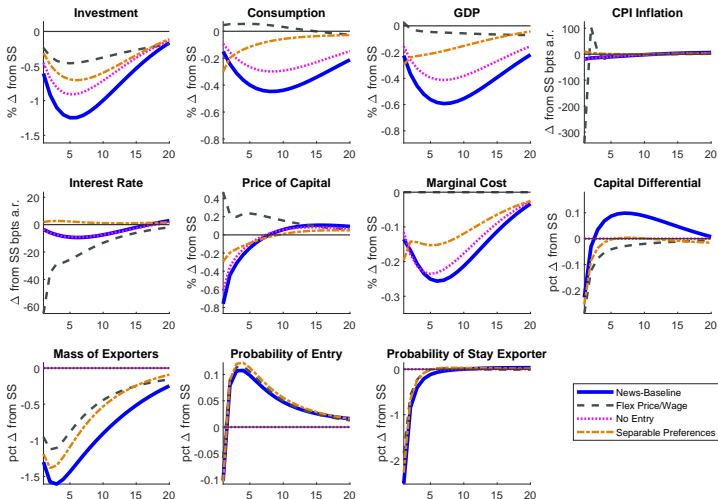 Investment
% Δ from SS
0
-0.5
-1
-1.5
5 10 15 20
Consumption
% Δ from SS
0
-0.2
-0.4
-0.6
-0.8
5 10 15 20
GDP
% Δ from SS
0
-0.2
-0.4
-0.6
-0.8
5 10 15 20
CPI Inflation
Δ from SS bpts a.r.
100
0
-100
-200
-300
5 10 15 20
Interest Rate
Δ from SS bpts a.r.
20
0
-20
-40
-60
5 10 15 20
Price of Capital
% Δ from SS
0.4
0.2
0
-0.2
-0.4
-0.6
-0.8
5 10 15 20
Marginal Cost
% Δ from SS
0
-0.1
-0.2
-0.3
5 10 15 20
Capital Differential
pct Δ from SS
0.1
0
-0.1
-0.2
5 10 15 20
Mass of Exporters
pct Δ from SS
0
-0.5
-1
-1.5
5 10 15 20
Probability of Entry
pct Δ from SS
0.1
0.05
0
-0.05
-0.1
5 10 15 20
Probability of Stay Exporter
pct Δ from SS
0
-1
-2
5 10 15 20
News-Baseline
Flex Price/Wage
No Entry
Separable Preferences